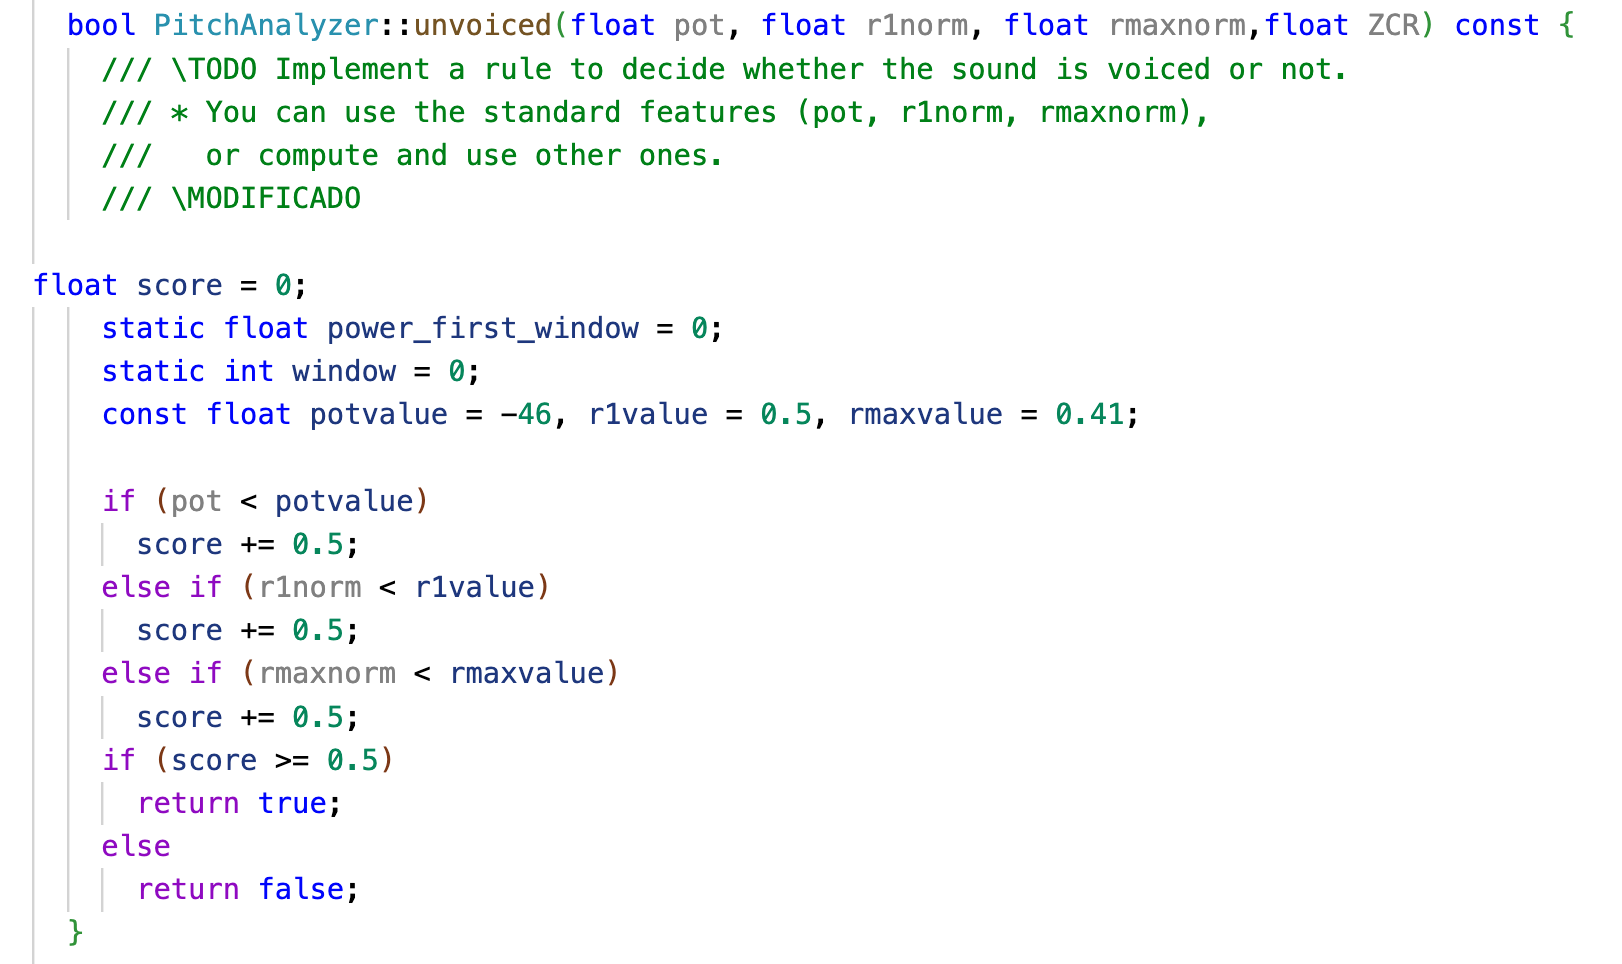 bool PitchAnalyzer::unvoiced(float pot, float r1norm, float rmaxnorm,float ZCR) const {
/// \TODO Implement a rule to decide whether the sound is voiced or not.
/// * You can use the standard features (pot, r1norm, rmaxnorm),
///   or compute and use other ones.
/// \MODIFICADO
float score = 0;
static float power_first_window = 0;
static int window = 0;
const float potvalue = -46, r1value = 0.5, rmaxvalue = 0.41;
if (pot < potvalue)
score += 0.5;
else if (r1norm < r1value)
score += 0.5;
else if (rmaxnorm < rmaxvalue)
score += 0.5;
if (score >= 0.5)
return true;
else
return false;
}